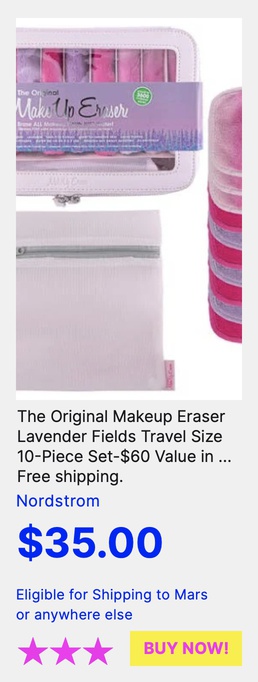 The Original
MakeUp Eraser
The Original Makeup Eraser
Lavender Fields Travel Size
10-Piece Set-$60 Value in ...
Free shipping.
Nordstrom
$35.00
Eligible for Shipping to Mars
or anywhere else
BUY NOW!